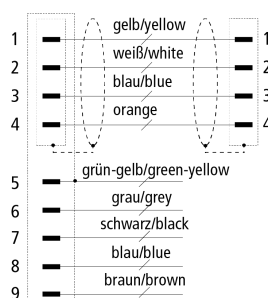 gelb/yellow
1 1
weiß/white
2 2
blau/blue
3 3
orange
4 4
grün-gelb/green-yellow
5
grau/grey
6
schwarz/black
7
blau/blue
8
braun/brown
9